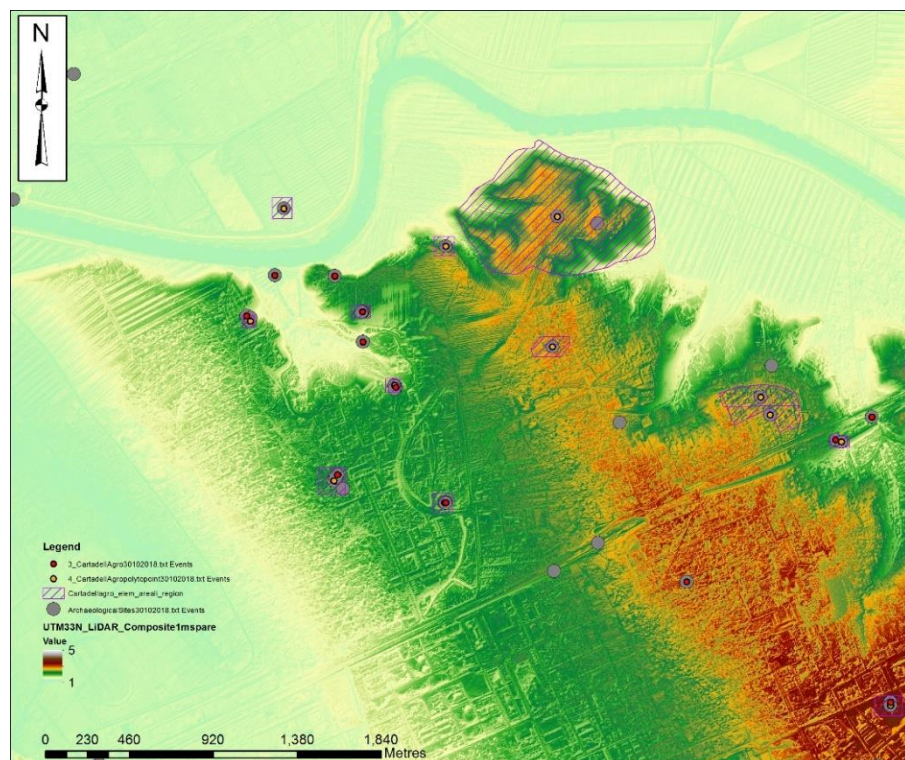 N
Legend
3_CartadellAgro30102018.txt Events
4_CartadellAgropolytopoint30102018.txt Events
Cartadellagro_elem_areali_region
ArchaeologicalSites30102018.txt Events
UTM33N_LiDAR_Composite1mspare
Value
5
1
0 230 460 920 1,380 1,840
Metres